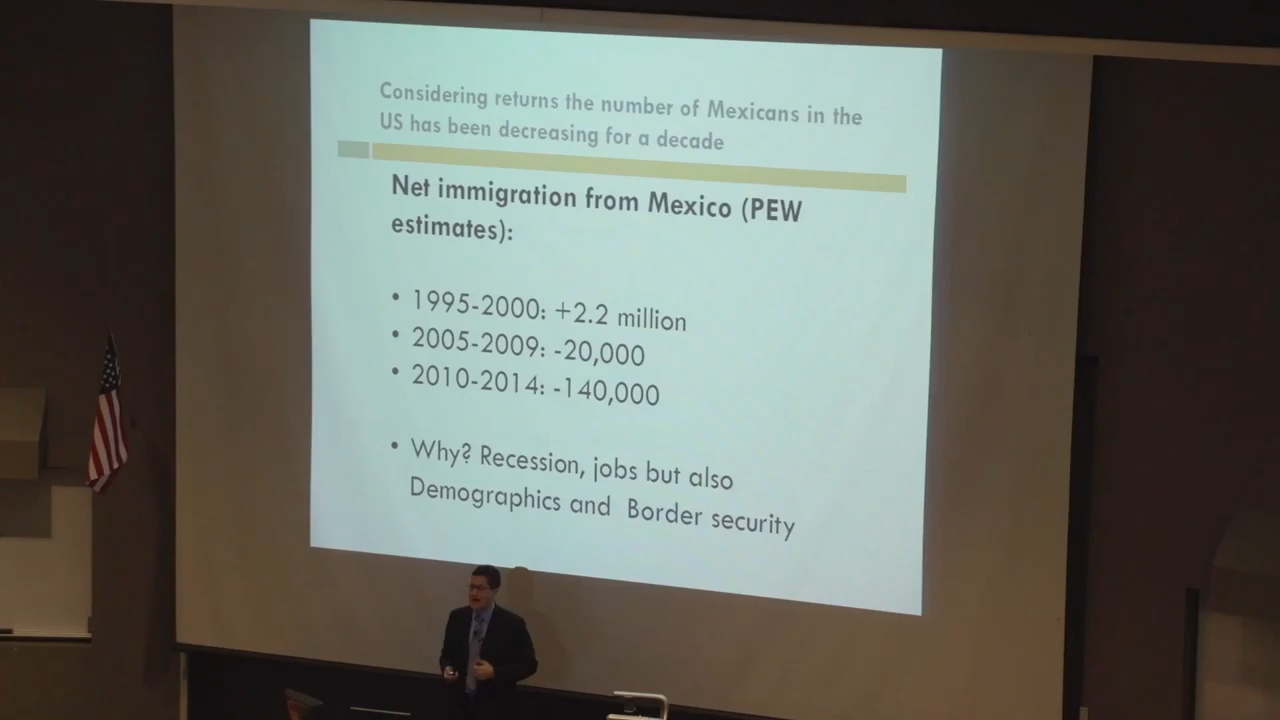 Considering returns the number of Mexicans in the
US has been decreasing for a decade
Net immigration from Mexico (PEW
estimates):
• 1995-2000: +2.2 million
• 2005-2009: -20,000
• 2010-2014: -140,000
• Why? Recession, jobs but also
Demographics and Border security